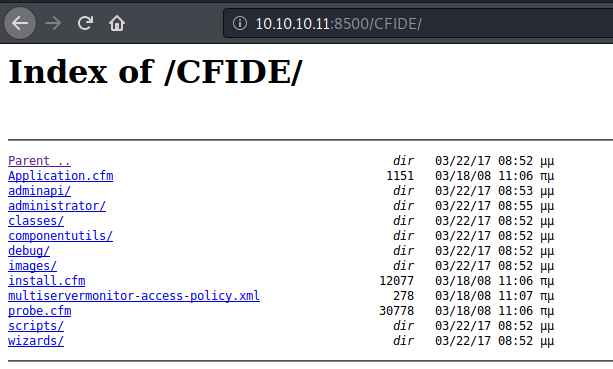 10.10.10.11:8500/CFIDE/
Index of /CFIDE/
Parent .. dir 03/22/17 08:52 μμ
Application.cfm 1151 03/18/08 11:06 πμ
adminapi/ dir 03/22/17 08:53 μμ
administrator/ dir 03/22/17 08:55 μμ
classes/ dir 03/22/17 08:52 μμ
componentutils/ dir 03/22/17 08:52 μμ
debug/ dir 03/22/17 08:52 μμ
images/ dir 03/22/17 08:52 μμ
install.cfm 12077 03/18/08 11:06 πμ
multiservermonitor-access-policy.xml 278 03/18/08 11:07 πμ
probe.cfm 30778 03/18/08 11:06 πμ
scripts/ dir 03/22/17 08:52 μμ
wizards/ dir 03/22/17 08:52 μμ